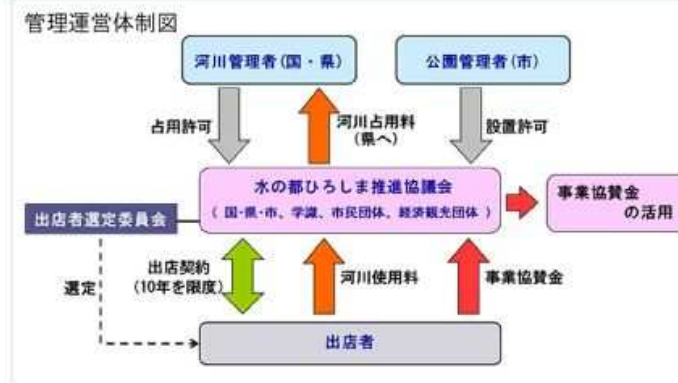 管理運営体制図
河川管理者(国・県)
公園管理者(市)
占用許可
河川占用料
(県へ)
設置許可
水の都ひろしま推進協議会
( 国・県・市、学識、市民団体、経済観光団体 )
事業協賛金
の活用
出店者選定委員会
選定
出店契約
(10年を限度)
河川使用料
事業協賛金
出店者